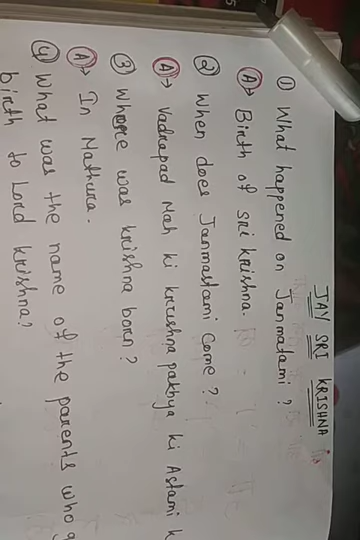 JAY SRI KRISHNA
① What happened on Janmatami?
Ⓐ→ Birth of sri krishna.
② When does Janmastami Come?
Ⓐ→ Vadrapad Mah ki krushna pakhya ki Astami k
③ Where was krishna born?
Ⓐ→ In Mathura.
④ What was the name of the parents who g
birth to Lord krishna?